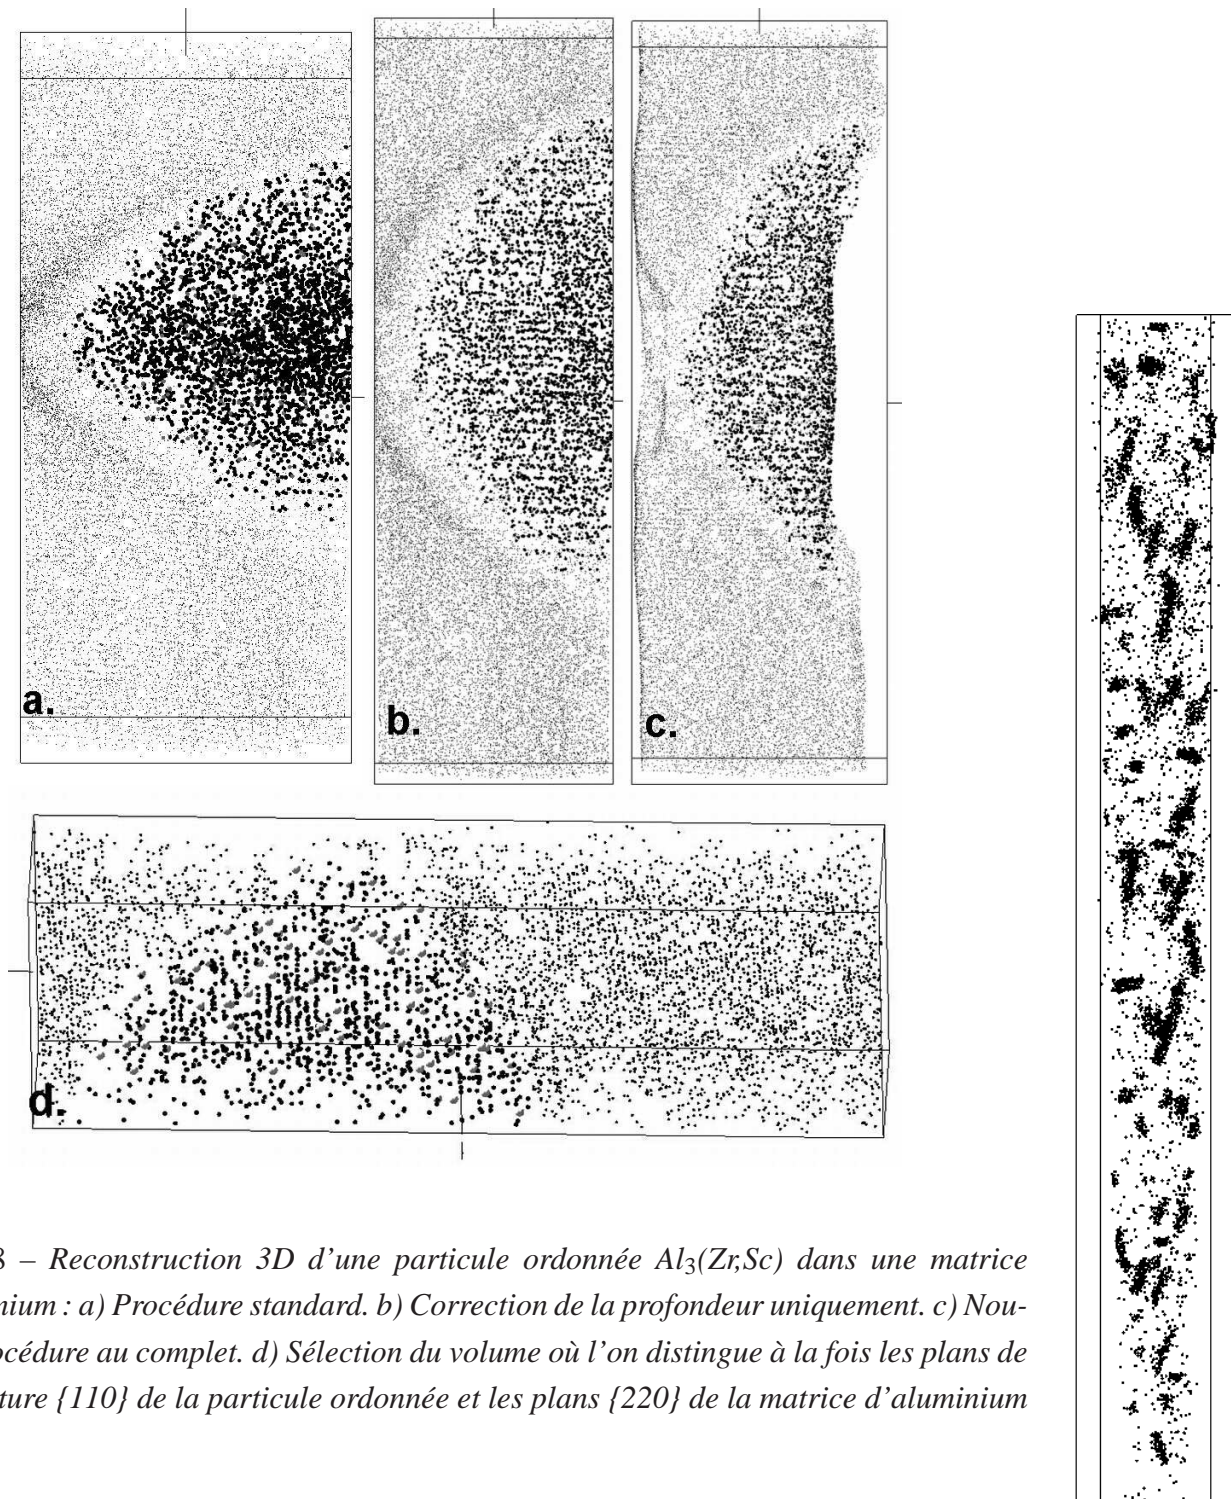 a.
b.
c.
d.
8 – Reconstruction 3D d'une particule ordonnée Al3(Zr,Sc) dans une matrice
nium : a) Procédure standard. b) Correction de la profondeur uniquement. c) Nou-
océdure au complet. d) Sélection du volume où l'on distingue à la fois les plans de
ture {110} de la particule ordonnée et les plans {220} de la matrice d'aluminium